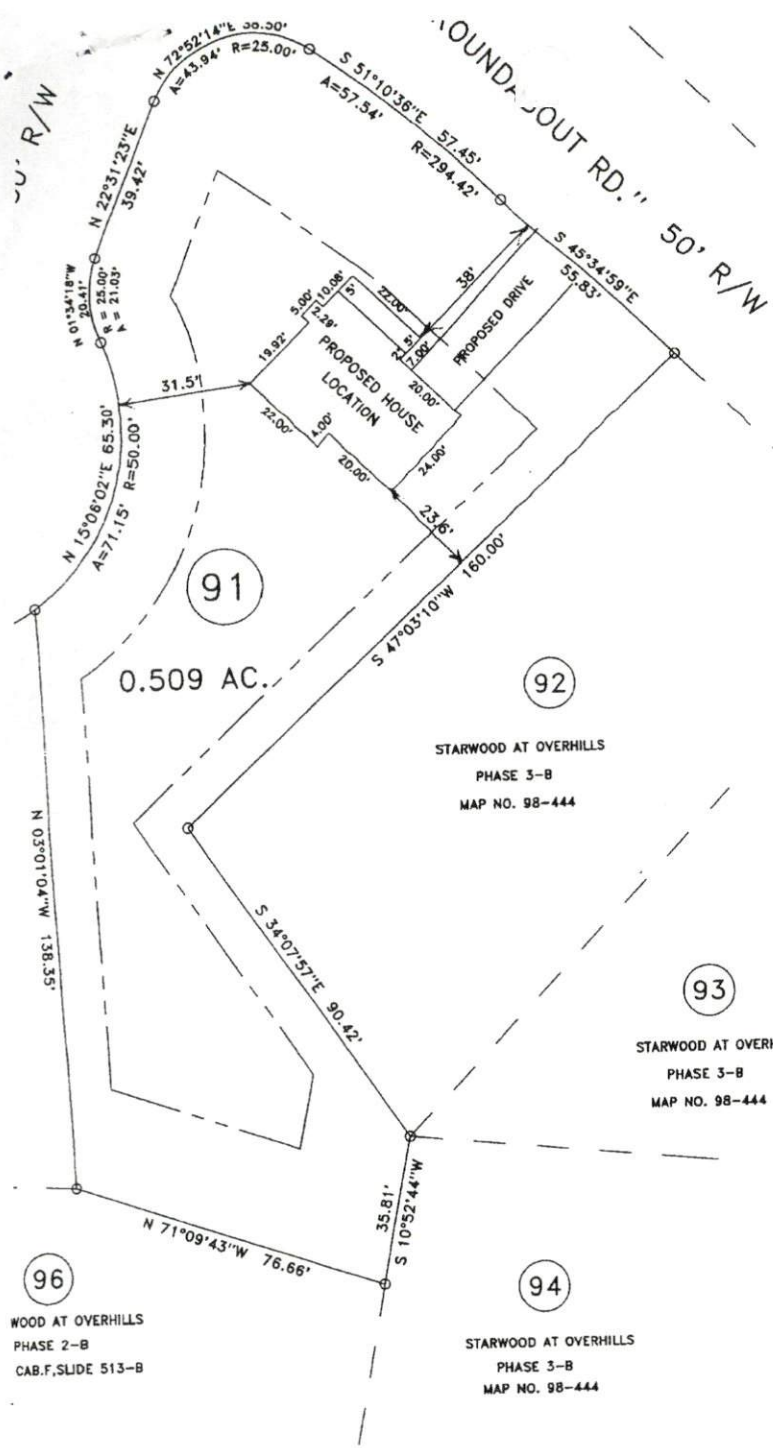 N 72°52'14"E 38.50'
A=43.94' R=25.00'
S 51°10'36"E 57.45'
A=57.54' R=294.42'
OUT RD." 50' R/W
R/W
N 22°31'23"E
39.42'
S 45°34'59"E
55.83'
N 01°34'18"W
20.41'
R = 25.00'
A = 21.03'
38'
PROPOSED DRIVE
5.00'
10.08'
5'
22.00'
2.29'
19.92'
7.00'
20.00'
PROPOSED HOUSE
LOCATION
31.5'
22.00'
4.00'
20.00'
24.00'
23.6'
N 15°06'02"E 65.30'
A=71.15' R=50.00'
S 47°03'10"W 160.00'
91
0.509 AC.
92
STARWOOD AT OVERHILLS
PHASE 3-B
MAP NO. 98-444
N 03°01'04"W 138.35'
S 34°07'57"E 90.42'
93
STARWOOD AT OVERH
PHASE 3-B
MAP NO. 98-444
35.81'
S 10°52'44"W
N 71°09'43"W 76.66'
96
WOOD AT OVERHILLS
PHASE 2-B
CAB.F,SLIDE 513-B
94
STARWOOD AT OVERHILLS
PHASE 3-B
MAP NO. 98-444